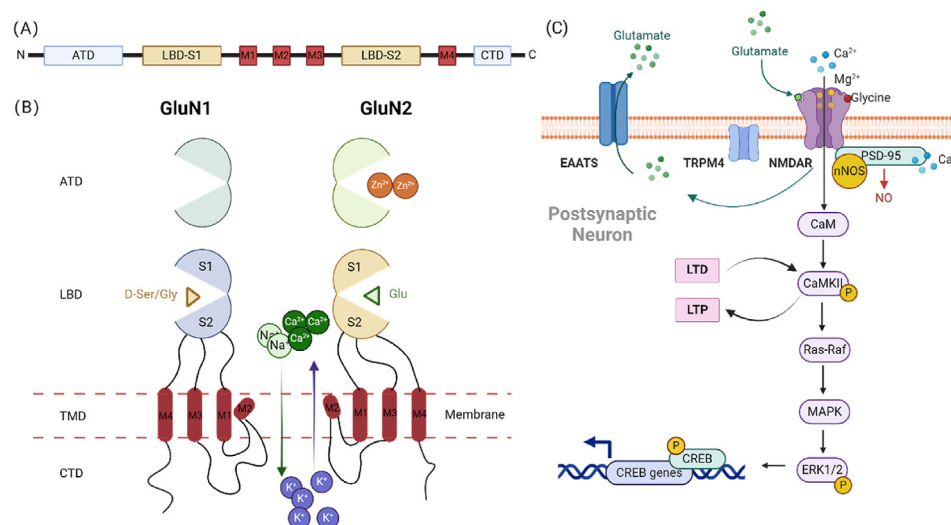 (A)
N ATD LBD-S1 M1 M2 M3 LBD-S2 M4 CTD C
(B)
GluN1 GluN2
ATD
Zn²⁺ Zn²⁺
LBD
S1 S1
D-Ser/Gly Glu
S2 S2
Ca²⁺ Ca²⁺
Na⁺ Ca²⁺
Na⁺
TMD
M4 M3 M1 M2 M2 M1 M3 M4
Membrane
CTD
K⁺ K⁺
K⁺
K⁺ K⁺
(C)
Glutamate
Glutamate
Ca²⁺
Mg²⁺
Glycine
EAATS TRPM4 NMDAR
PSD-95
Ca
nNOS
NO
Postsynaptic
Neuron
CaM
LTD
CaMKII P
LTP
Ras-Raf
MAPK
P
CREB
CREB genes
ERK1/2
P